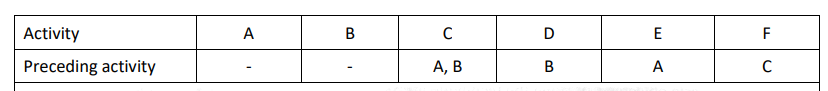 Activity A B C D E F
Preceding activity - - A, B B A C